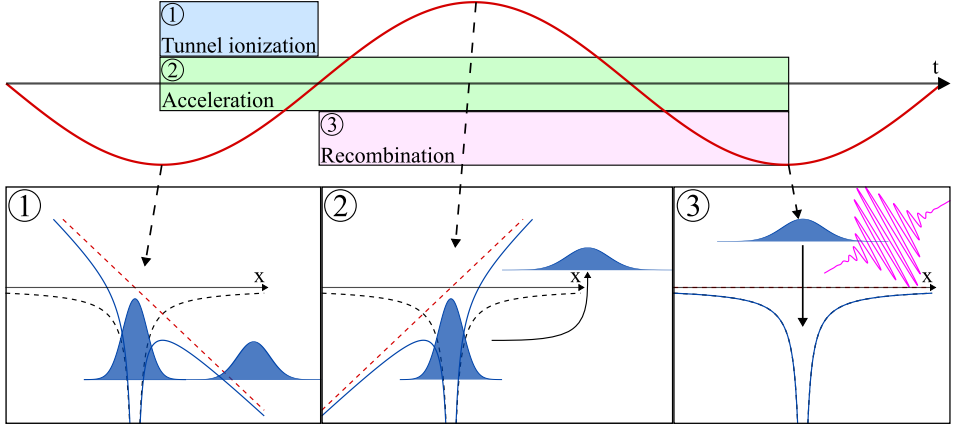 ①
Tunnel ionization
②
Acceleration
t
③
Recombination
①
x
②
x
③
x